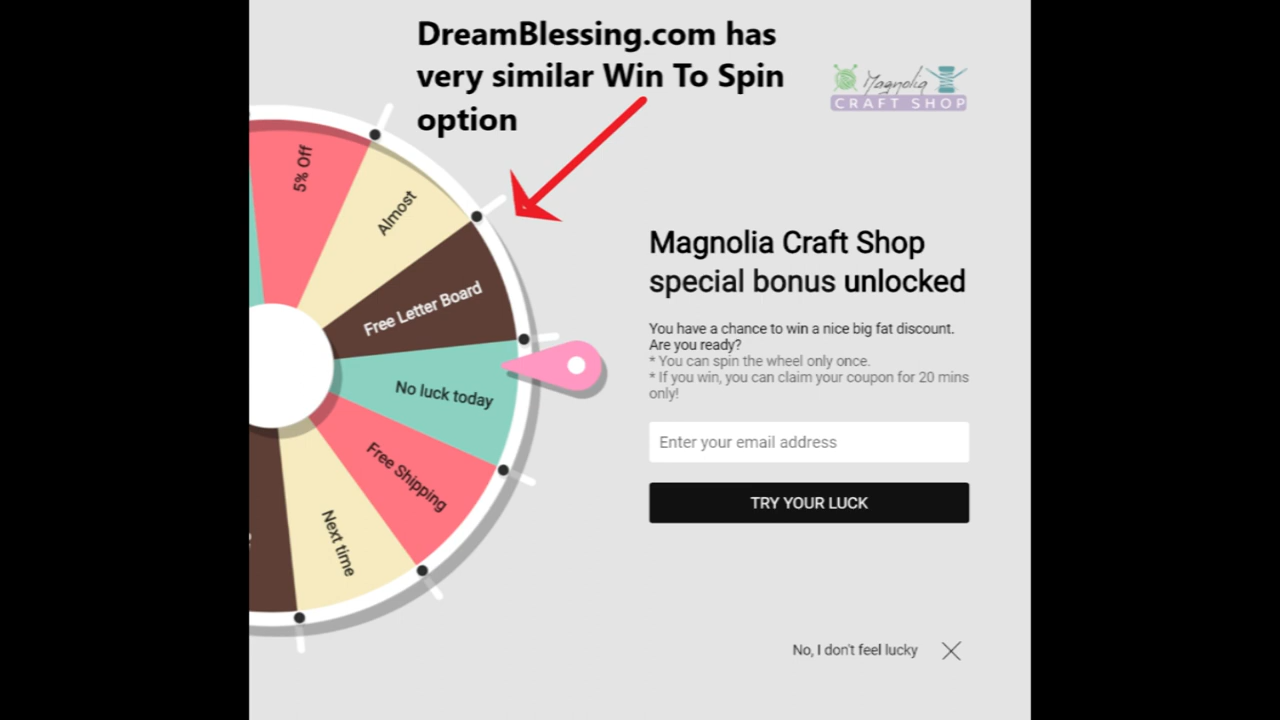 DreamBlessing.com has
very similar Win To Spin
option
Magnolia
CRAFT SHOP
5% Off
Almost
Free Letter Board
No luck today
Free Shipping
Next time
Magnolia Craft Shop
special bonus unlocked
You have a chance to win a nice big fat discount.
Are you ready?
* You can spin the wheel only once.
* If you win, you can claim your coupon for 20 mins
only!
Enter your email address
TRY YOUR LUCK
No, I don't feel lucky